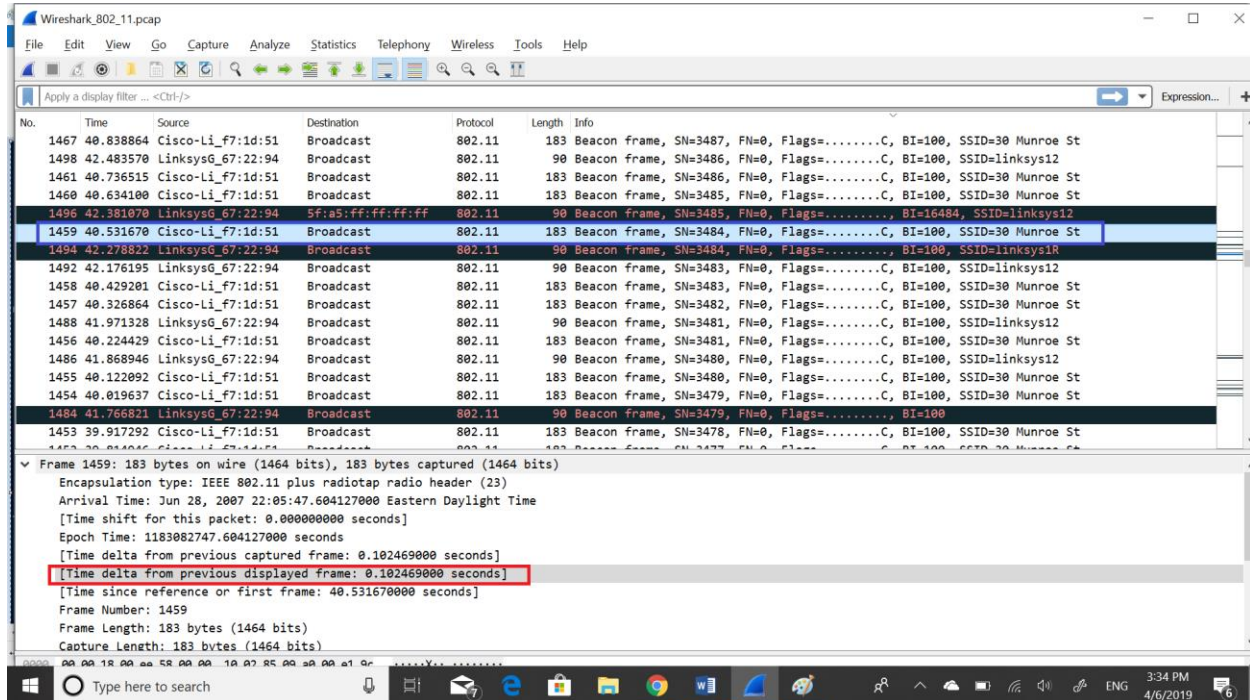 Wireshark_802_11.pcap
File Edit View Go Capture Analyze Statistics Telephony Wireless Tools Help
Apply a display filter ... <Ctrl-/> Expression... +
No. Time Source Destination Protocol Length Info
1467 40.838864 Cisco-Li_f7:1d:51 Broadcast 802.11 183 Beacon frame, SN=3487, FN=0, Flags=........C, BI=100, SSID=30 Munroe St
1498 42.483570 LinksysG_67:22:94 Broadcast 802.11 90 Beacon frame, SN=3486, FN=0, Flags=........C, BI=100, SSID=linksys12
1461 40.736515 Cisco-Li_f7:1d:51 Broadcast 802.11 183 Beacon frame, SN=3486, FN=0, Flags=........C, BI=100, SSID=30 Munroe St
1460 40.634100 Cisco-Li_f7:1d:51 Broadcast 802.11 183 Beacon frame, SN=3485, FN=0, Flags=........C, BI=100, SSID=30 Munroe St
1496 42.381070 LinksysG_67:22:94 5f:a5:ff:ff:ff:ff 802.11 90 Beacon frame, SN=3485, FN=0, Flags=........., BI=16484, SSID=linksys12
1459 40.531670 Cisco-Li_f7:1d:51 Broadcast 802.11 183 Beacon frame, SN=3484, FN=0, Flags=........C, BI=100, SSID=30 Munroe St
1494 42.278822 LinksysG_67:22:94 Broadcast 802.11 90 Beacon frame, SN=3484, FN=0, Flags=........., BI=100, SSID=linksys1R
1492 42.176195 LinksysG_67:22:94 Broadcast 802.11 90 Beacon frame, SN=3483, FN=0, Flags=........C, BI=100, SSID=linksys12
1458 40.429201 Cisco-Li_f7:1d:51 Broadcast 802.11 183 Beacon frame, SN=3483, FN=0, Flags=........C, BI=100, SSID=30 Munroe St
1457 40.326864 Cisco-Li_f7:1d:51 Broadcast 802.11 183 Beacon frame, SN=3482, FN=0, Flags=........C, BI=100, SSID=30 Munroe St
1488 41.971328 LinksysG_67:22:94 Broadcast 802.11 90 Beacon frame, SN=3481, FN=0, Flags=........C, BI=100, SSID=linksys12
1456 40.224429 Cisco-Li_f7:1d:51 Broadcast 802.11 183 Beacon frame, SN=3481, FN=0, Flags=........C, BI=100, SSID=30 Munroe St
1486 41.868946 LinksysG_67:22:94 Broadcast 802.11 90 Beacon frame, SN=3480, FN=0, Flags=........C, BI=100, SSID=linksys12
1455 40.122092 Cisco-Li_f7:1d:51 Broadcast 802.11 183 Beacon frame, SN=3480, FN=0, Flags=........C, BI=100, SSID=30 Munroe St
1454 40.019637 Cisco-Li_f7:1d:51 Broadcast 802.11 183 Beacon frame, SN=3479, FN=0, Flags=........C, BI=100, SSID=30 Munroe St
1484 41.766821 LinksysG_67:22:94 Broadcast 802.11 90 Beacon frame, SN=3479, FN=0, Flags=........., BI=100
1453 39.917292 Cisco-Li_f7:1d:51 Broadcast 802.11 183 Beacon frame, SN=3478, FN=0, Flags=........C, BI=100, SSID=30 Munroe St
Frame 1459: 183 bytes on wire (1464 bits), 183 bytes captured (1464 bits)
Encapsulation type: IEEE 802.11 plus radiotap radio header (23)
Arrival Time: Jun 28, 2007 22:05:47.604127000 Eastern Daylight Time
[Time shift for this packet: 0.000000000 seconds]
Epoch Time: 1183082747.604127000 seconds
[Time delta from previous captured frame: 0.102469000 seconds]
[Time delta from previous displayed frame: 0.102469000 seconds]
[Time since reference or first frame: 40.531670000 seconds]
Frame Number: 1459
Frame Length: 183 bytes (1464 bits)
Capture Length: 183 bytes (1464 bits)
Type here to search ENG 3:34 PM
4/6/2019